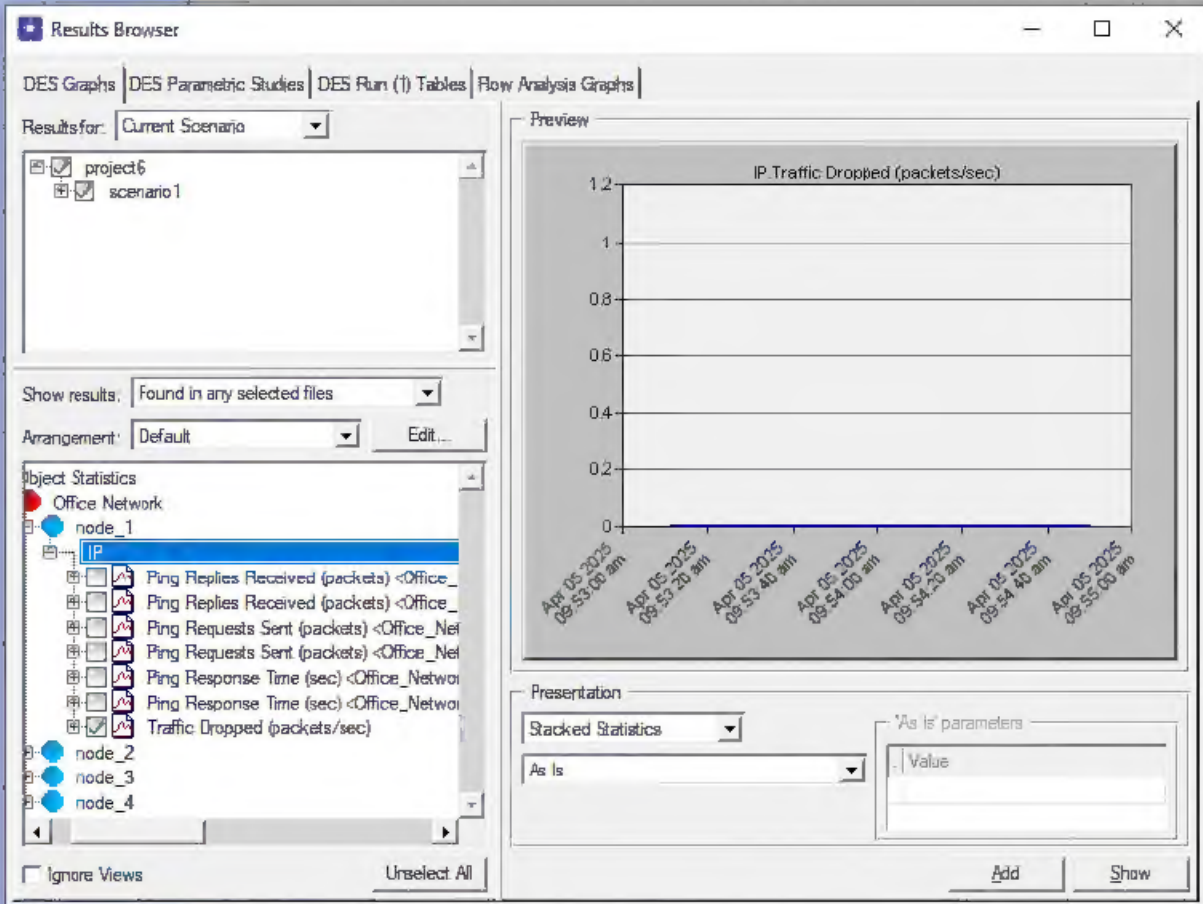 Results Browser
DES Graphs DES Parametric Studies DES Run (1) Tables Flow Analysis Graphs
Results for: Current Scenario
project6
scenario1
Show results: Found in any selected files
Arrangement: Default Edit...
bject Statistics
Office Network
node_1
IP
Ping Replies Received (packets) <Office_
Ping Replies Received (packets) <Office_
Ping Requests Sent (packets) <Office_Net
Ping Requests Sent (packets) <Office_Net
Ping Response Time (sec) <Office_Networ
Ping Response Time (sec) <Office_Networ
Traffic Dropped (packets/sec)
node_2
node_3
node_4
Ignore Views Unselect All
Preview
IP.Traffic Dropped (packets/sec)
1.2
1
0.8
0.6
0.4
0.2
0
Apr 05 2025
09:53:00 am
Apr 05 2025
09:53:20 am
Apr 05 2025
09:53:40 am
Apr 05 2025
09:54:00 am
Apr 05 2025
09:54:20 am
Apr 05 2025
09:54:40 am
Apr 05 2025
09:55:00 am
Presentation
Stacked Statistics
As Is
'As Is' parameters
. Value
Add Show